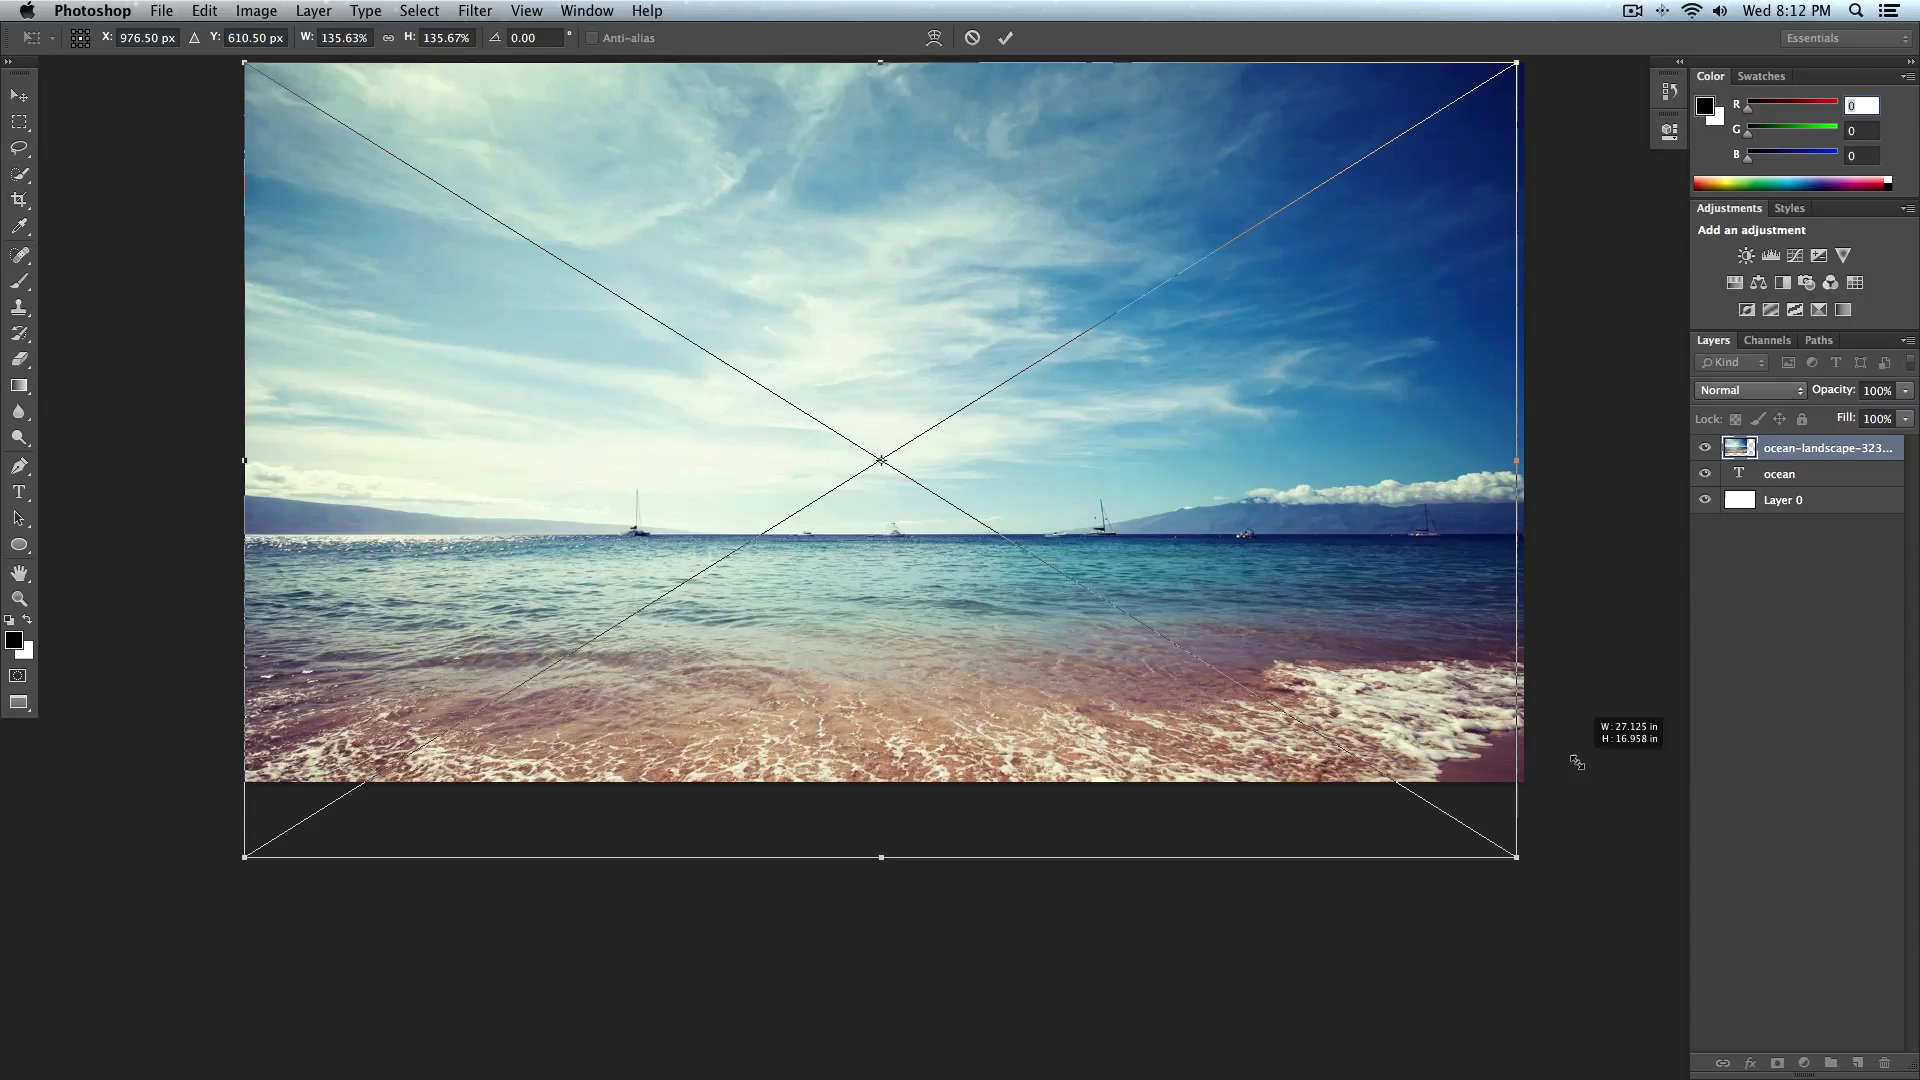 Photoshop File Edit Image Layer Type Select Filter View Window Help Wed 8:12 PM
X: 976.50 px Y: 610.50 px W: 135.63% H: 135.67% 0.00 ° Anti-alias Essentials
Color Swatches
R 0
G 0
B 0
Adjustments Styles
Add an adjustment
Layers Channels Paths
Kind
Normal Opacity: 100%
Lock: Fill: 100%
ocean-landscape-323...
T ocean
Layer 0
W: 27.125 in
H: 16.958 in